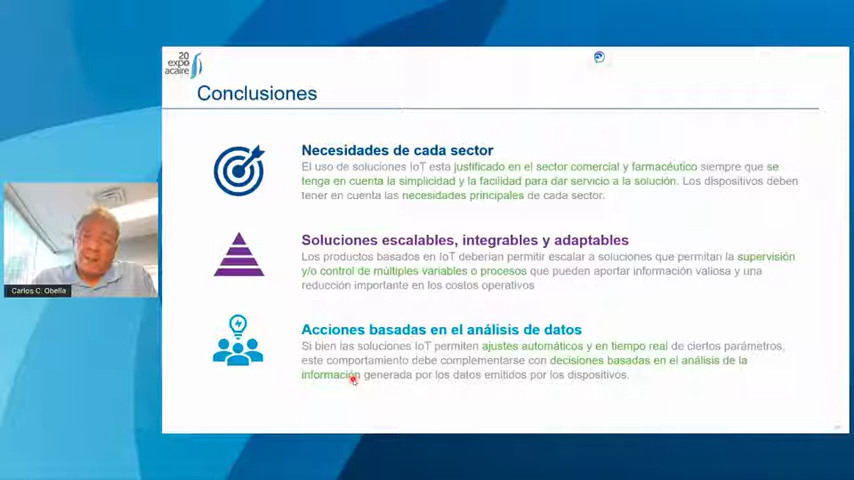 20
expo
acaire
Conclusiones
Necesidades de cada sector
El uso de soluciones IoT esta justificado en el sector comercial y farmacéutico siempre que se
tenga en cuenta la simplicidad y la facilidad para dar servicio a la solución. Los dispositivos deben
tener en cuenta las necesidades principales de cada sector.
Soluciones escalables, integrables y adaptables
Los productos basados en IoT deberían permitir escalar a soluciones que permitan la supervisión
y/o control de múltiples variables o procesos que pueden aportar información valiosa y una
reducción importante en los costos operativos
Acciones basadas en el análisis de datos
Si bien las soluciones IoT permiten ajustes automáticos y en tiempo real de ciertos parámetros,
este comportamiento debe complementarse con decisiones basadas en el análisis de la
información generada por los datos emitidos por los dispositivos.
Carlos C. Obella